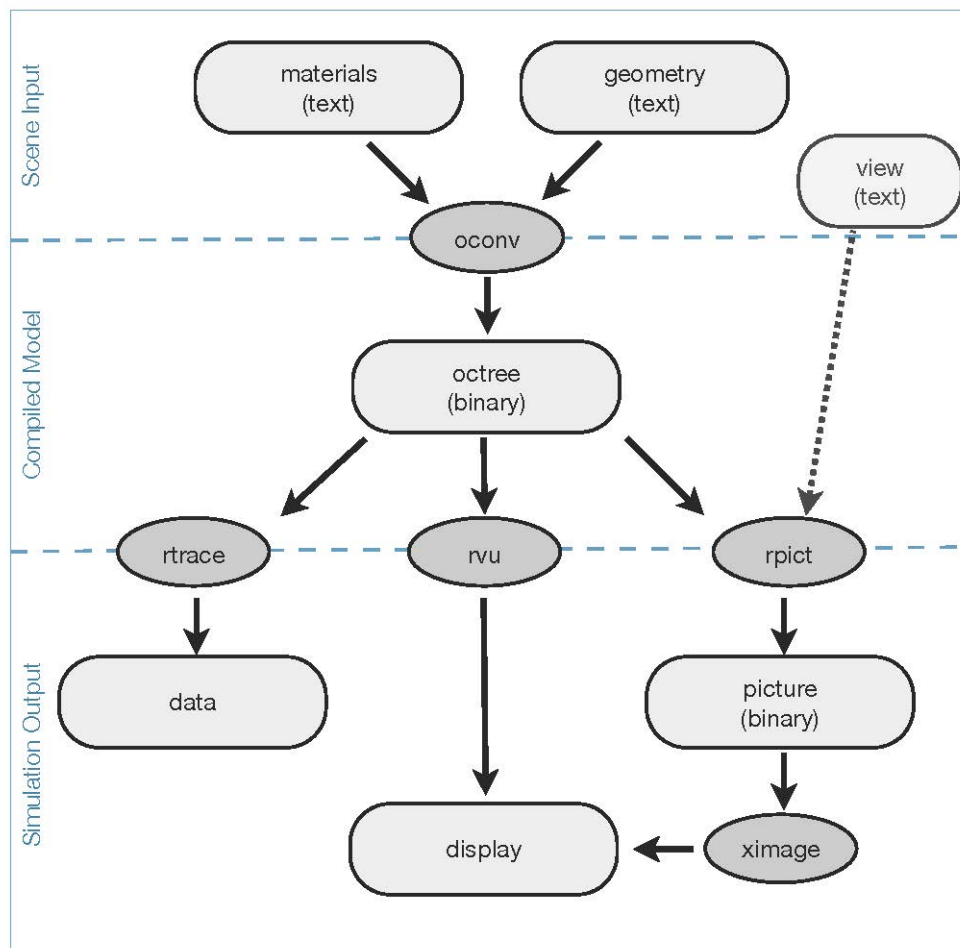 Scene Input
materials
(text)
geometry
(text)
view
(text)
oconv
Compiled Model
octree
(binary)
rtrace
rvu
rpict
Simulation Output
data
picture
(binary)
display
ximage